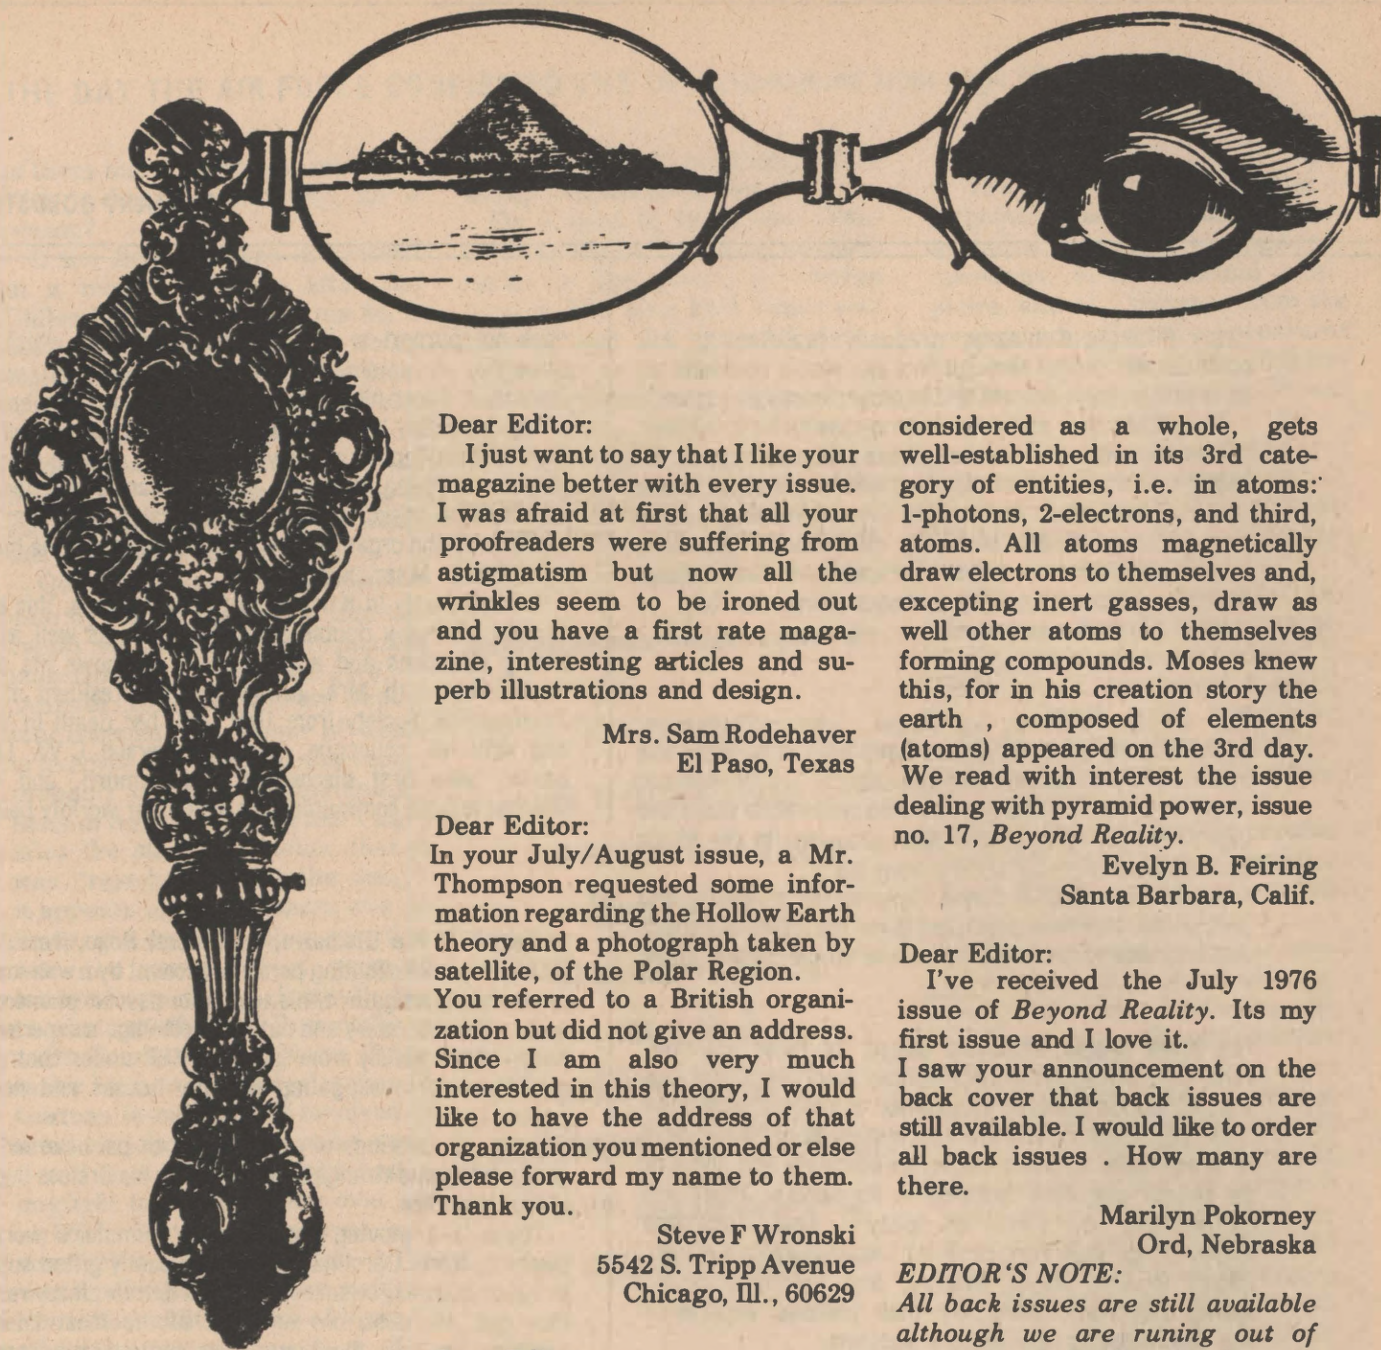 Dear Editor:
I just want to say that I like your
magazine better with every issue.
I was afraid at first that all your
proofreaders were suffering from
astigmatism but now all the
wrinkles seem to be ironed out
and you have a first rate maga-
zine, interesting articles and su-
perb illustrations and design.
Mrs. Sam Rodehaver
El Paso, Texas
Dear Editor:
In your July/August issue, a Mr.
Thompson requested some infor-
mation regarding the Hollow Earth
theory and a photograph taken by
satellite, of the Polar Region.
You referred to a British organi-
zation but did not give an address.
Since I am also very much
interested in this theory, I would
like to have the address of that
organization you mentioned or else
please forward my name to them.
Thank you.
Steve F Wronski
5542 S. Tripp Avenue
Chicago, Ill., 60629
considered as a whole, gets
well-established in its 3rd cate-
gory of entities, i.e. in atoms:
1-photons, 2-electrons, and third,
atoms. All atoms magnetically
draw electrons to themselves and,
excepting inert gasses, draw as
well other atoms to themselves
forming compounds. Moses knew
this, for in his creation story the
earth , composed of elements
(atoms) appeared on the 3rd day.
We read with interest the issue
dealing with pyramid power, issue
no. 17, Beyond Reality.
Evelyn B. Feiring
Santa Barbara, Calif.
Dear Editor:
I've received the July 1976
issue of Beyond Reality. Its my
first issue and I love it.
I saw your announcement on the
back cover that back issues are
still available. I would like to order
all back issues . How many are
there.
Marilyn Pokorney
Ord, Nebraska
EDITOR'S NOTE:
All back issues are still available
although we are runing out of